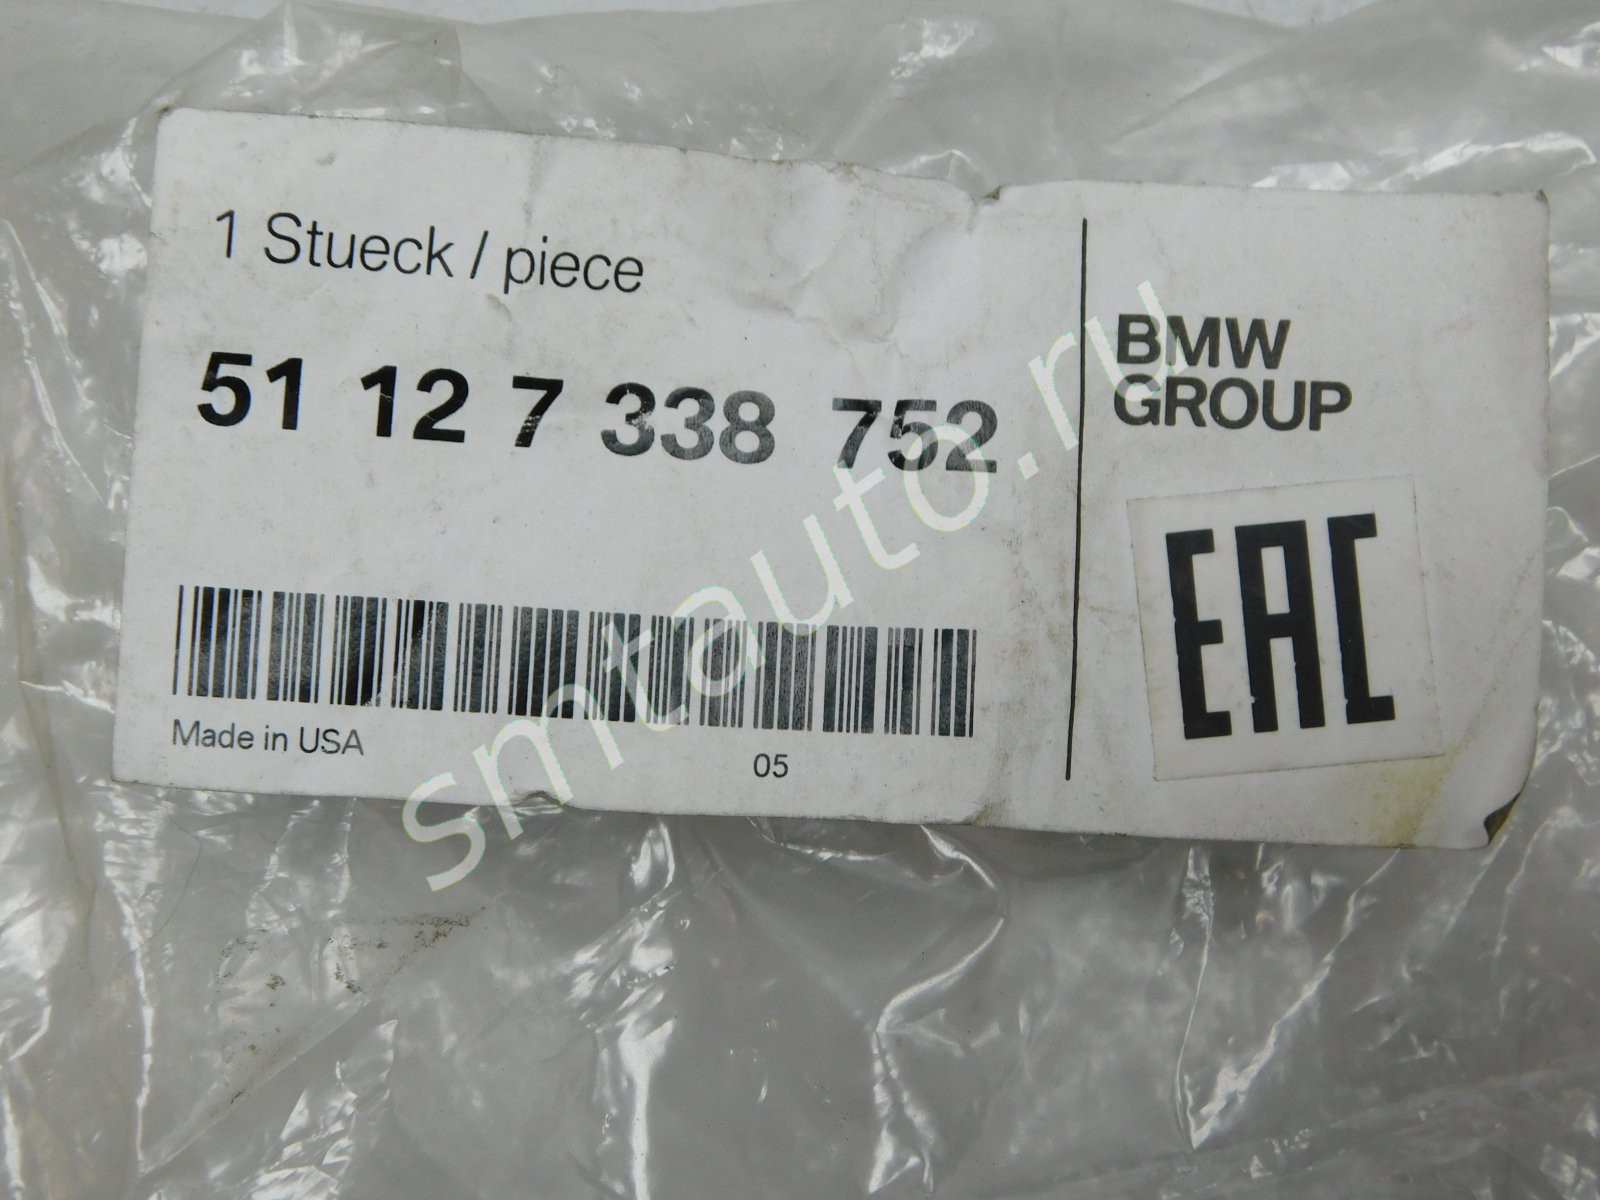 1 Stueck / piece
51 12 7 338 752
Made in USA
05
BMW
GROUP
EAC
smtauto.ru